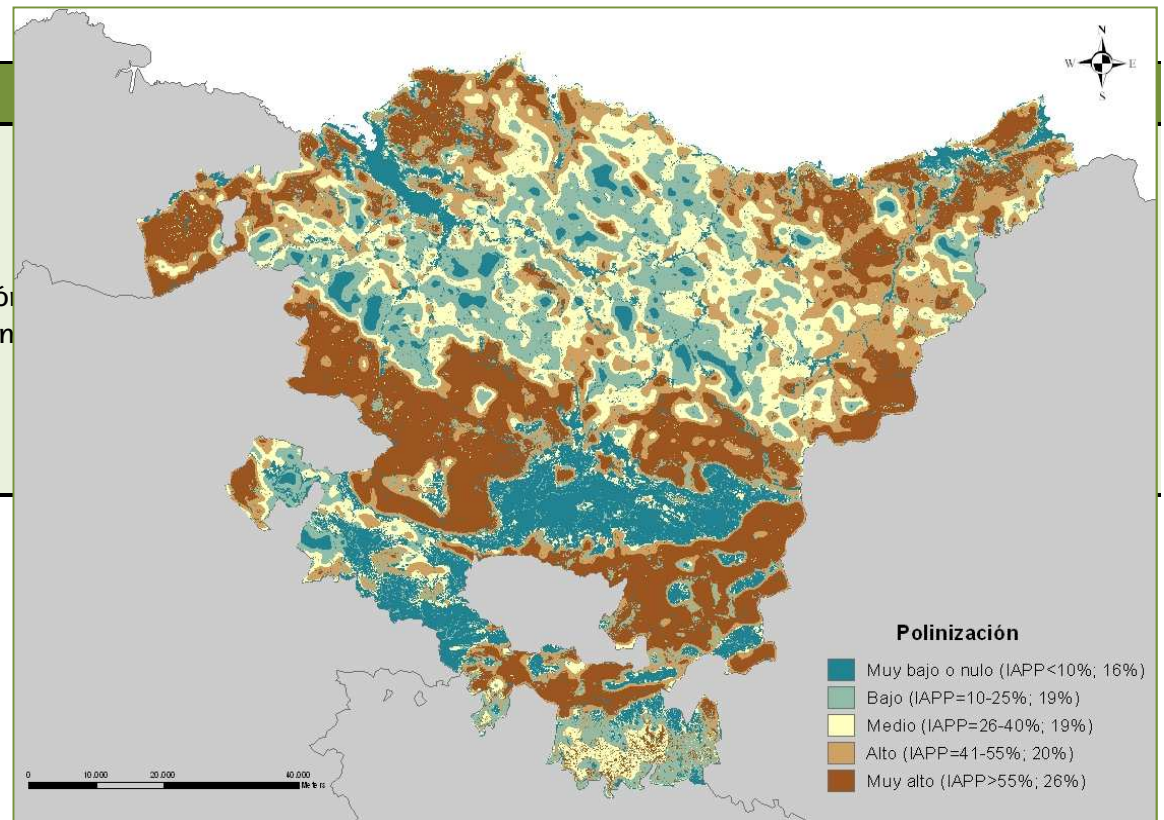 N
W E
S
ón
n
Polinización
Muy bajo o nulo (IAPP<10%; 16%)
Bajo (IAPP=10-25%; 19%)
Medio (IAPP=26-40%; 19%)
Alto (IAPP=41-55%; 20%)
Muy alto (IAPP>55%; 26%)
0 10.000 20.000 40.000
Meters